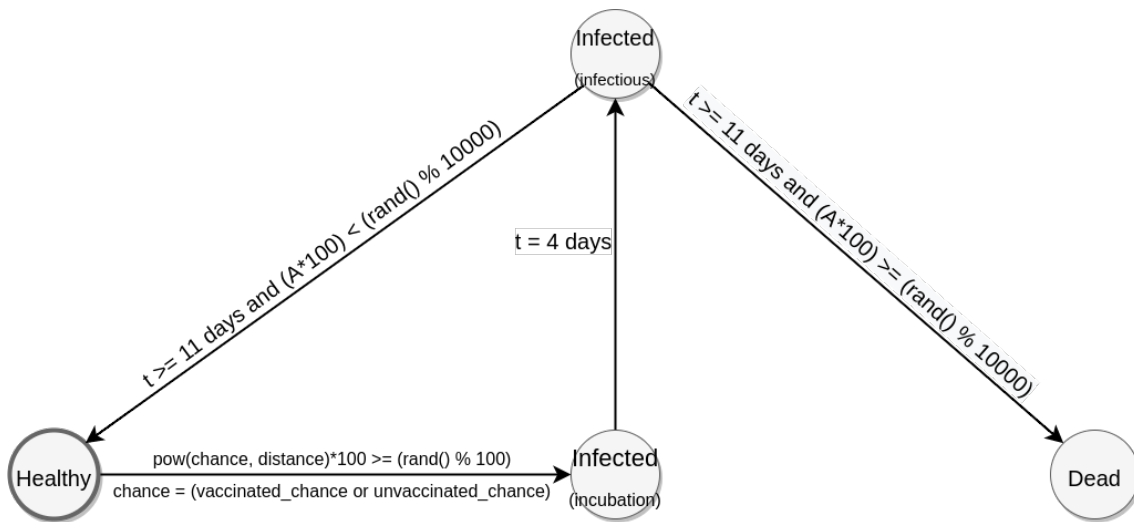 Infected
(infectious)
t >= 11 days and (A*100) < (rand() % 10000)
t >= 11 days and (A*100) >= (rand() % 10000)
t = 4 days
Healthy
pow(chance, distance)*100 >= (rand() % 100)
chance = (vaccinated_chance or unvaccinated_chance)
Infected
(incubation)
Dead